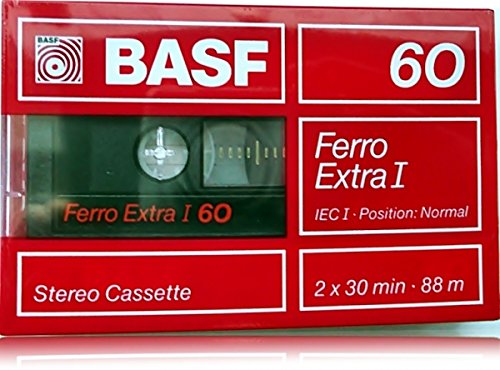 BASF
BASF
60
Ferro Extra I 60
Ferro
Extra I
IEC I · Position: Normal
Stereo Cassette
2 x 30 min · 88 m